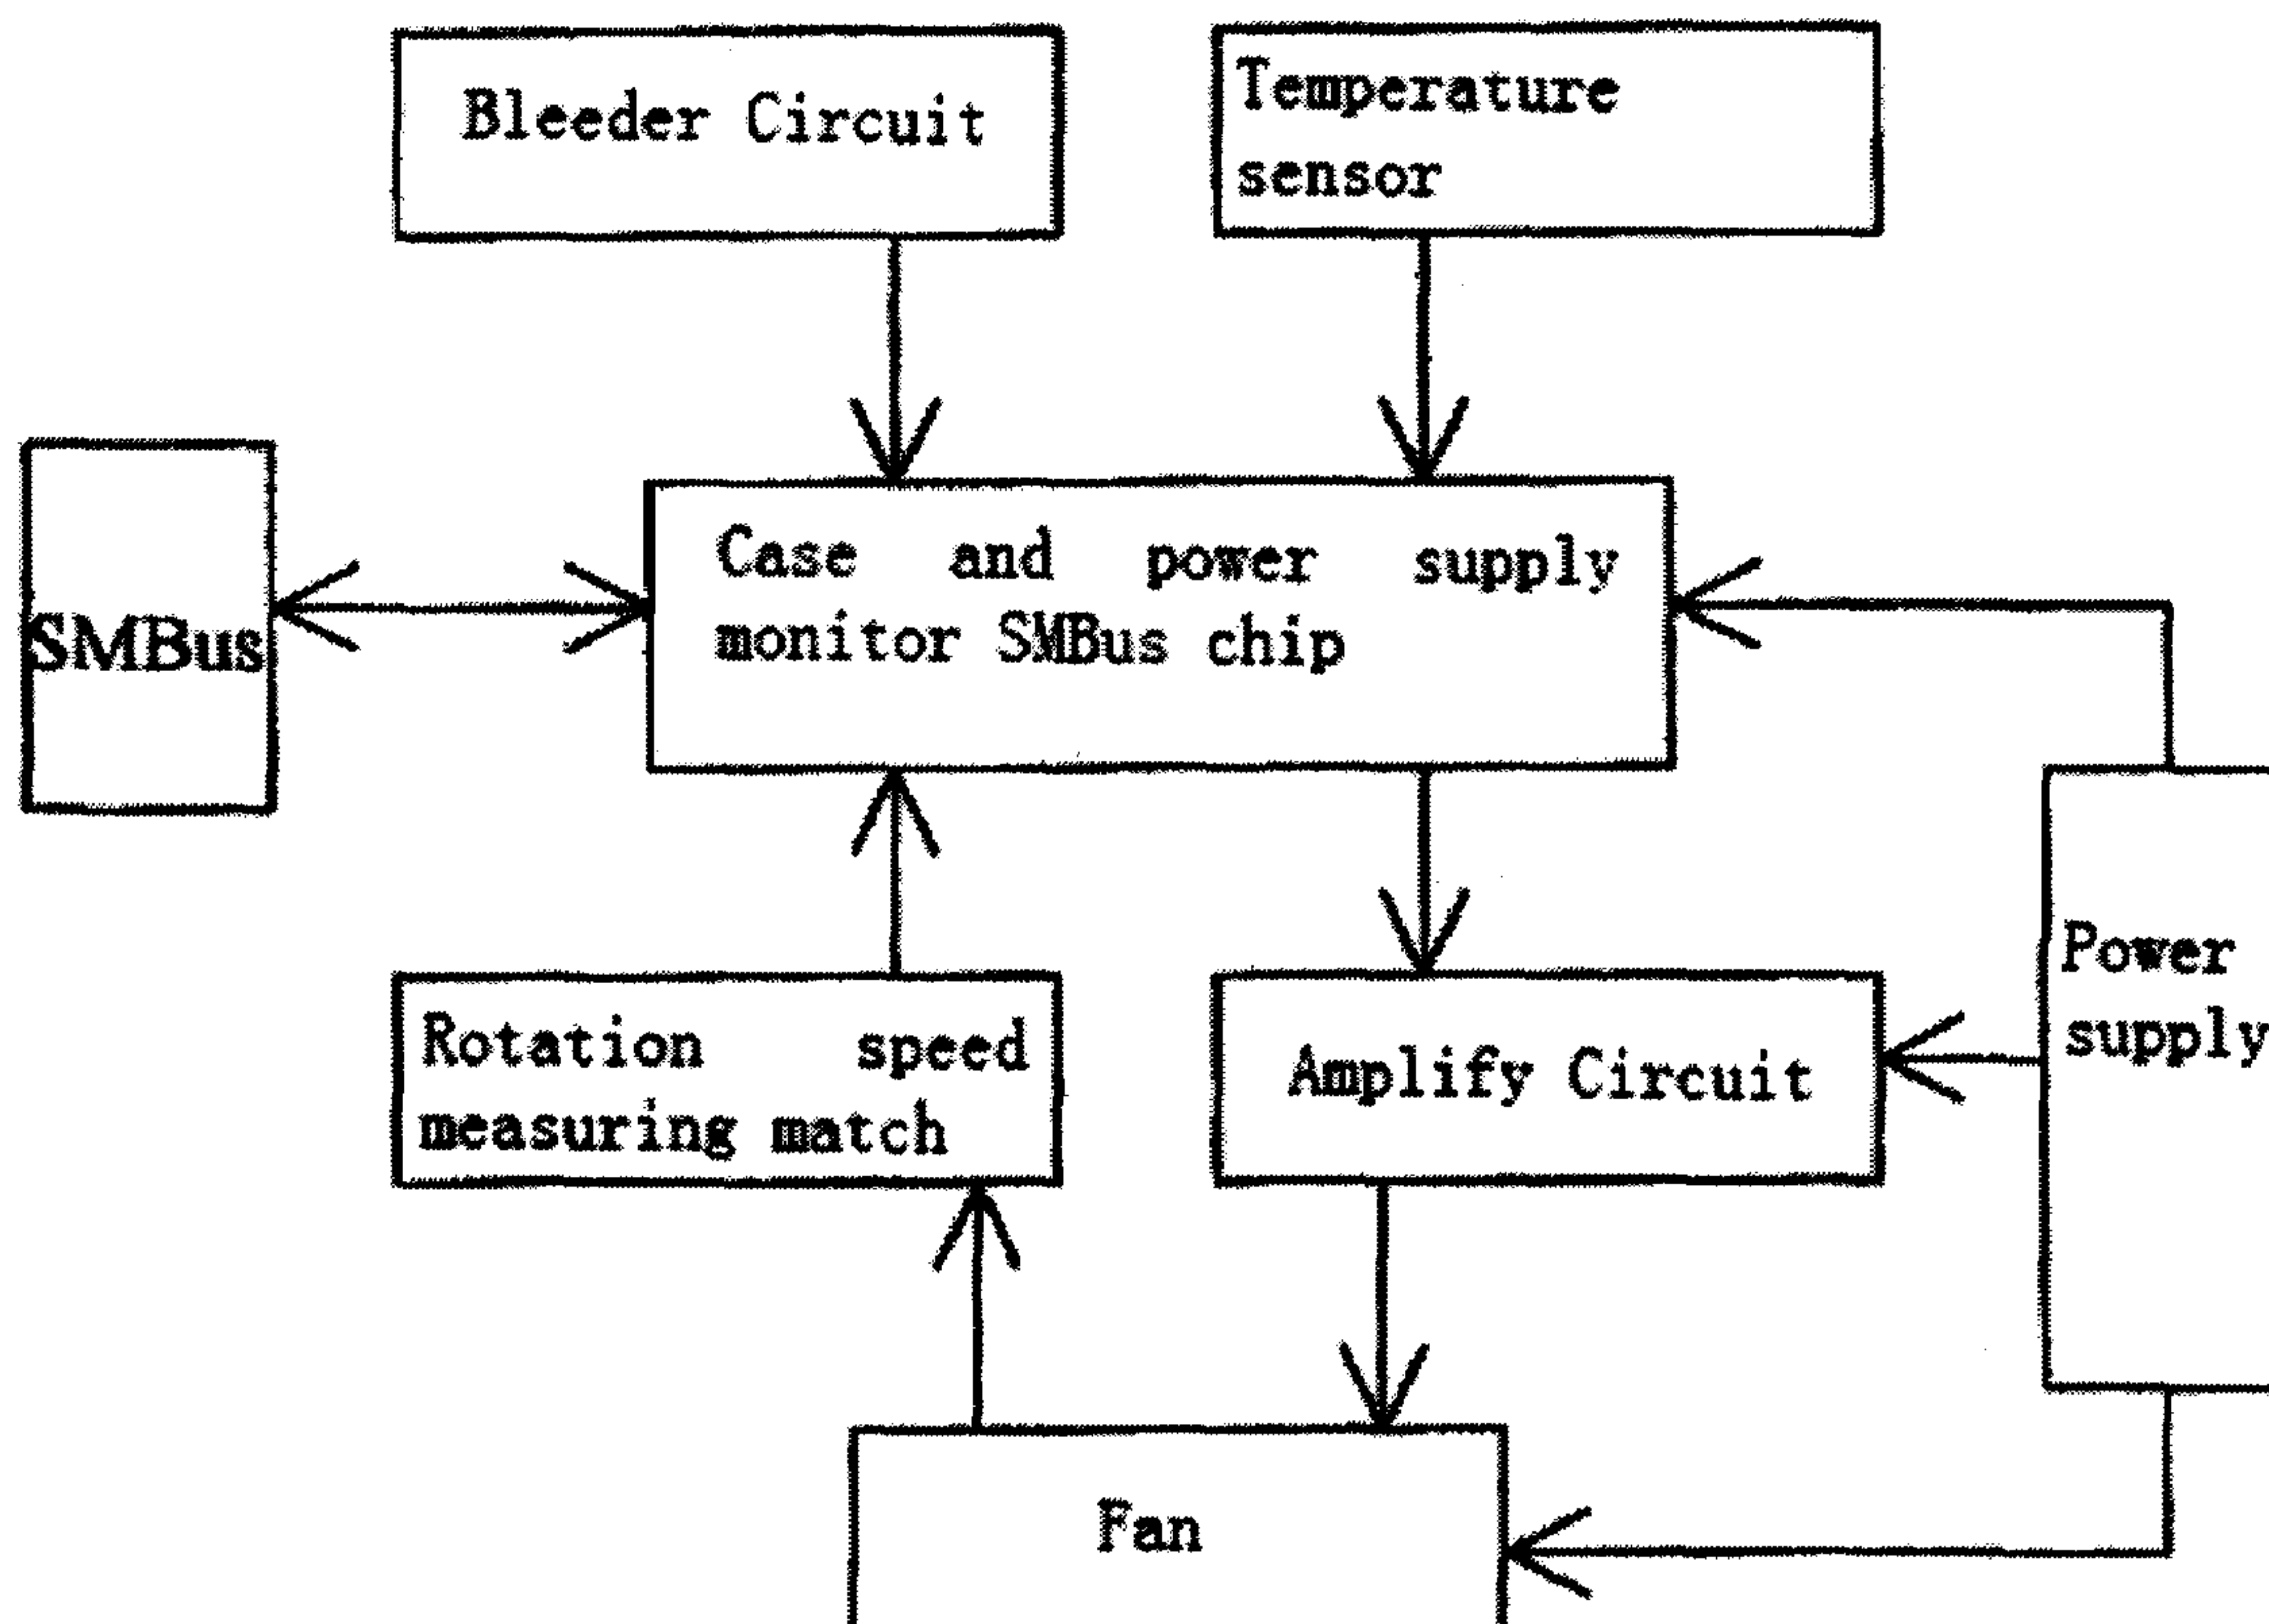 Bleeder Circuit
Temperature
sensor
SMBus
Case and power supply
monitor SMBus chip
Power
supply
Rotation speed
measuring match
Amplify Circuit
Fan